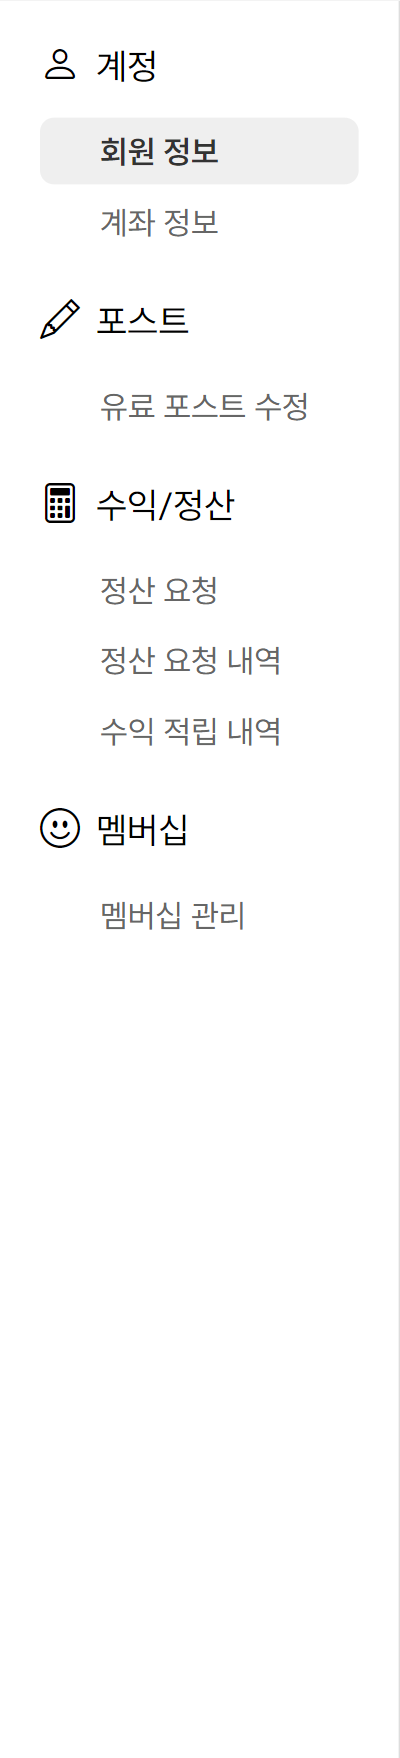 계정
회원 정보
계좌 정보
포스트
유료 포스트 수정
수익/정산
정산 요청
정산 요청 내역
수익 적립 내역
멤버십
멤버십 관리